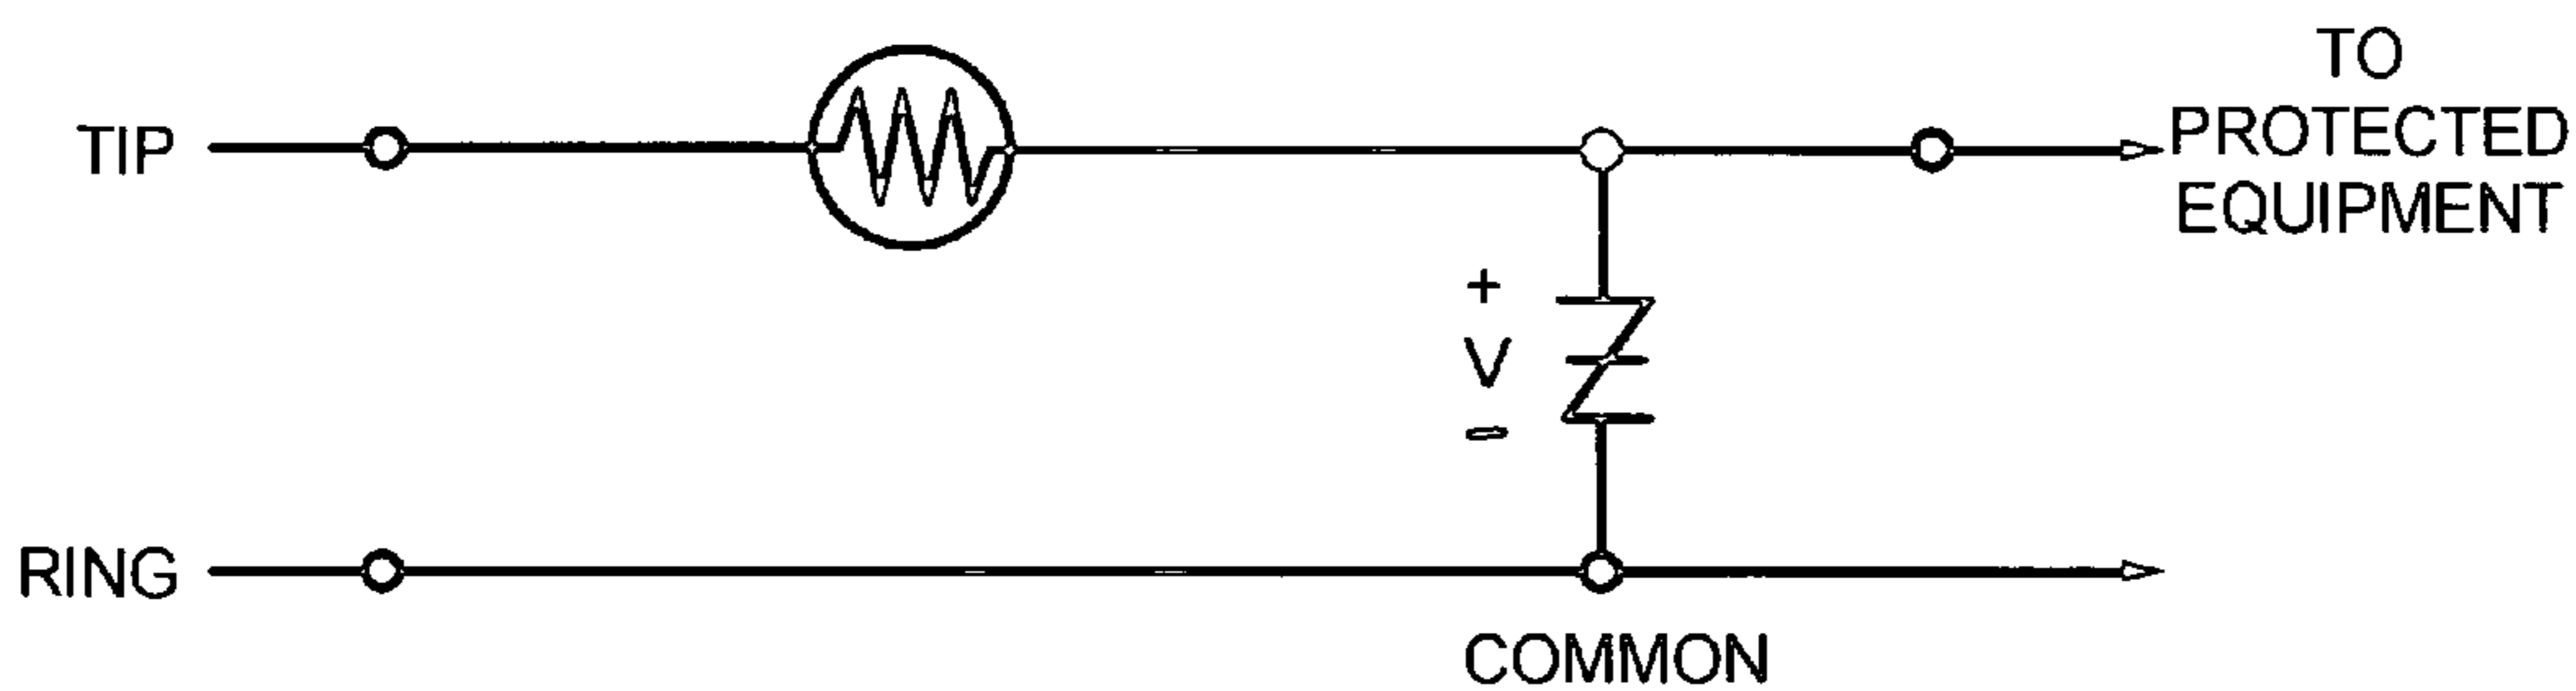 TIP
TO
PROTECTED
EQUIPMENT
+
V
-
RING
COMMON